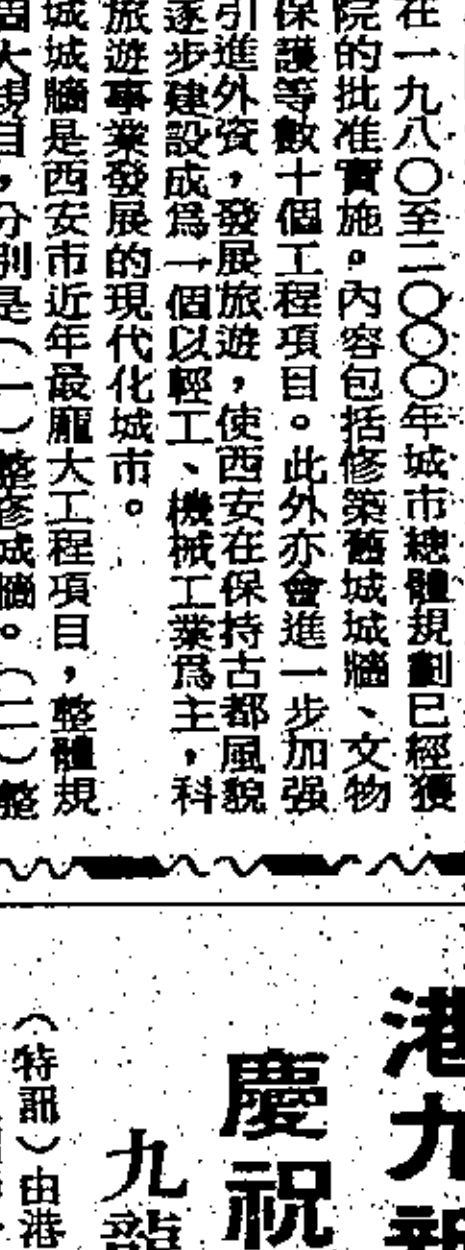 在一九八〇至二〇〇〇年城市總體規劃已經獲
院的批准實施。內容包括修築舊城城牆、文物
保護等數十個工程項目。此外亦會進一步加强
引進外資，發展旅遊，使西安在保持古都風貌
逐步建設成爲一個以輕工、機械工業爲主，科
旅遊事業發展的現代化城市。
城城牆是西安市近年最龐大工程項目，整體規
個大規目，分別是（一）整修城牆。（二）整
港九
慶祝
九龍
（特訊）由港